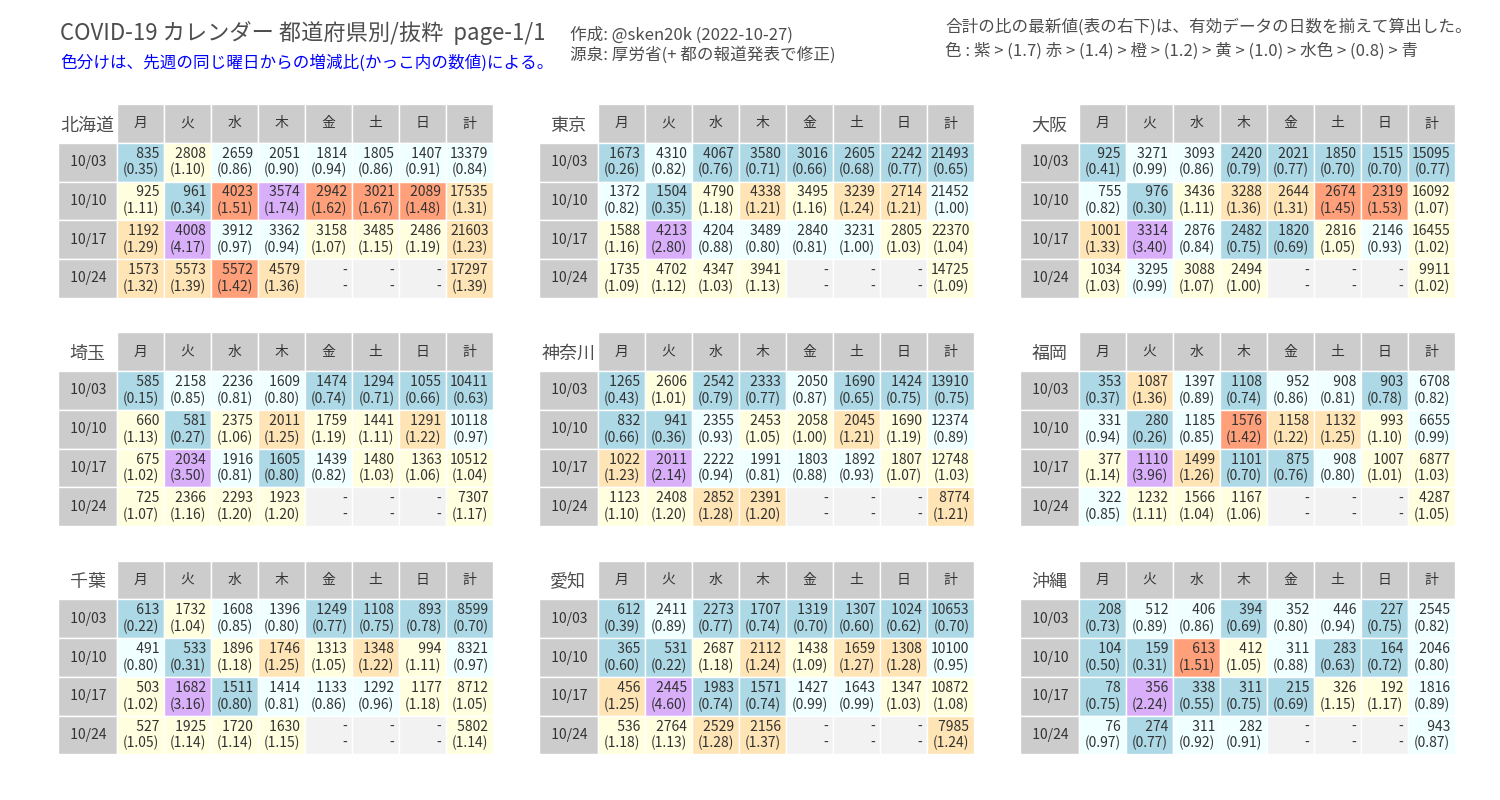 COVID-19 カレンダー 都道府県別/抜粋 page-1/1
色分けは、先週の同じ曜日からの増減比(かっこ内の数値)による。
作成: @sken20k (2022-10-27)
源泉: 厚労省(+ 都の報道発表で修正)
合計の比の最新値(表の右下)は、有効データの日数を揃えて算出した。
色 : 紫 > (1.7) 赤 > (1.4) > 橙 > (1.2) > 黄 > (1.0) > 水色 > (0.8) > 青
北海道 月 火 水 木 金 土 日 計
10/03 835 2808 2659 2051 1814 1805 1407 13379
(0.35) (1.10) (0.86) (0.90) (0.94) (0.86) (0.91) (0.84)
10/10 925 961 4023 3574 2942 3021 2089 17535
(1.11) (0.34) (1.51) (1.74) (1.62) (1.67) (1.48) (1.31)
10/17 1192 4008 3912 3362 3158 3485 2486 21603
(1.29) (4.17) (0.97) (0.94) (1.07) (1.15) (1.19) (1.23)
10/24 1573 5573 5572 4579 - - - 17297
(1.32) (1.39) (1.42) (1.36) - - - (1.39)
東京 月 火 水 木 金 土 日 計
10/03 1673 4310 4067 3580 3016 2605 2242 21493
(0.26) (0.82) (0.76) (0.71) (0.66) (0.68) (0.77) (0.65)
10/10 1372 1504 4790 4338 3495 3239 2714 21452
(0.82) (0.35) (1.18) (1.21) (1.16) (1.24) (1.21) (1.00)
10/17 1588 4213 4204 3489 2840 3231 2805 22370
(1.16) (2.80) (0.88) (0.80) (0.81) (1.00) (1.03) (1.04)
10/24 1735 4702 4347 3941 - - - 14725
(1.09) (1.12) (1.03) (1.13) - - - (1.09)
大阪 月 火 水 木 金 土 日 計
10/03 925 3271 3093 2420 2021 1850 1515 15095
(0.41) (0.99) (0.86) (0.79) (0.77) (0.70) (0.70) (0.77)
10/10 755 976 3436 3288 2644 2674 2319 16092
(0.82) (0.30) (1.11) (1.36) (1.31) (1.45) (1.53) (1.07)
10/17 1001 3314 2876 2482 1820 2816 2146 16455
(1.33) (3.40) (0.84) (0.75) (0.69) (1.05) (0.93) (1.02)
10/24 1034 3295 3088 2494 - - - 9911
(1.03) (0.99) (1.07) (1.00) - - - (1.02)
埼玉 月 火 水 木 金 土 日 計
10/03 585 2158 2236 1609 1474 1294 1055 10411
(0.15) (0.85) (0.81) (0.80) (0.74) (0.71) (0.66) (0.63)
10/10 660 581 2375 2011 1759 1441 1291 10118
(1.13) (0.27) (1.06) (1.25) (1.19) (1.11) (1.22) (0.97)
10/17 675 2034 1916 1605 1439 1480 1363 10512
(1.02) (3.50) (0.81) (0.80) (0.82) (1.03) (1.06) (1.04)
10/24 725 2366 2293 1923 - - - 7307
(1.07) (1.16) (1.20) (1.20) - - - (1.17)
神奈川 月 火 水 木 金 土 日 計
10/03 1265 2606 2542 2333 2050 1690 1424 13910
(0.43) (1.01) (0.79) (0.77) (0.87) (0.65) (0.75) (0.75)
10/10 832 941 2355 2453 2058 2045 1690 12374
(0.66) (0.36) (0.93) (1.05) (1.00) (1.21) (1.19) (0.89)
10/17 1022 2011 2222 1991 1803 1892 1807 12748
(1.23) (2.14) (0.94) (0.81) (0.88) (0.93) (1.07) (1.03)
10/24 1123 2408 2852 2391 - - - 8774
(1.10) (1.20) (1.28) (1.20) - - - (1.21)
福岡 月 火 水 木 金 土 日 計
10/03 353 1087 1397 1108 952 908 903 6708
(0.37) (1.36) (0.89) (0.74) (0.86) (0.81) (0.78) (0.82)
10/10 331 280 1185 1576 1158 1132 993 6655
(0.94) (0.26) (0.85) (1.42) (1.22) (1.25) (1.10) (0.99)
10/17 377 1110 1499 1101 875 908 1007 6877
(1.14) (3.96) (1.26) (0.70) (0.76) (0.80) (1.01) (1.03)
10/24 322 1232 1566 1167 - - - 4287
(0.85) (1.11) (1.04) (1.06) - - - (1.05)
千葉 月 火 水 木 金 土 日 計
10/03 613 1732 1608 1396 1249 1108 893 8599
(0.22) (1.04) (0.85) (0.80) (0.77) (0.75) (0.78) (0.70)
10/10 491 533 1896 1746 1313 1348 994 8321
(0.80) (0.31) (1.18) (1.25) (1.05) (1.22) (1.11) (0.97)
10/17 503 1682 1511 1414 1133 1292 1177 8712
(1.02) (3.16) (0.80) (0.81) (0.86) (0.96) (1.18) (1.05)
10/24 527 1925 1720 1630 - - - 5802
(1.05) (1.14) (1.14) (1.15) - - - (1.14)
愛知 月 火 水 木 金 土 日 計
10/03 612 2411 2273 1707 1319 1307 1024 10653
(0.39) (0.89) (0.77) (0.74) (0.70) (0.60) (0.62) (0.70)
10/10 365 531 2687 2112 1438 1659 1308 10100
(0.60) (0.22) (1.18) (1.24) (1.09) (1.27) (1.28) (0.95)
10/17 456 2445 1983 1571 1427 1643 1347 10872
(1.25) (4.60) (0.74) (0.74) (0.99) (0.99) (1.03) (1.08)
10/24 536 2764 2529 2156 - - - 7985
(1.18) (1.13) (1.28) (1.37) - - - (1.24)
沖縄 月 火 水 木 金 土 日 計
10/03 208 512 406 394 352 446 227 2545
(0.73) (0.89) (0.86) (0.69) (0.80) (0.94) (0.75) (0.82)
10/10 104 159 613 412 311 283 164 2046
(0.50) (0.31) (1.51) (1.05) (0.88) (0.63) (0.72) (0.80)
10/17 78 356 338 311 215 326 192 1816
(0.75) (2.24) (0.55) (0.75) (0.69) (1.15) (1.17) (0.89)
10/24 76 274 311 282 - - - 943
(0.97) (0.77) (0.92) (0.91) - - - (0.87)